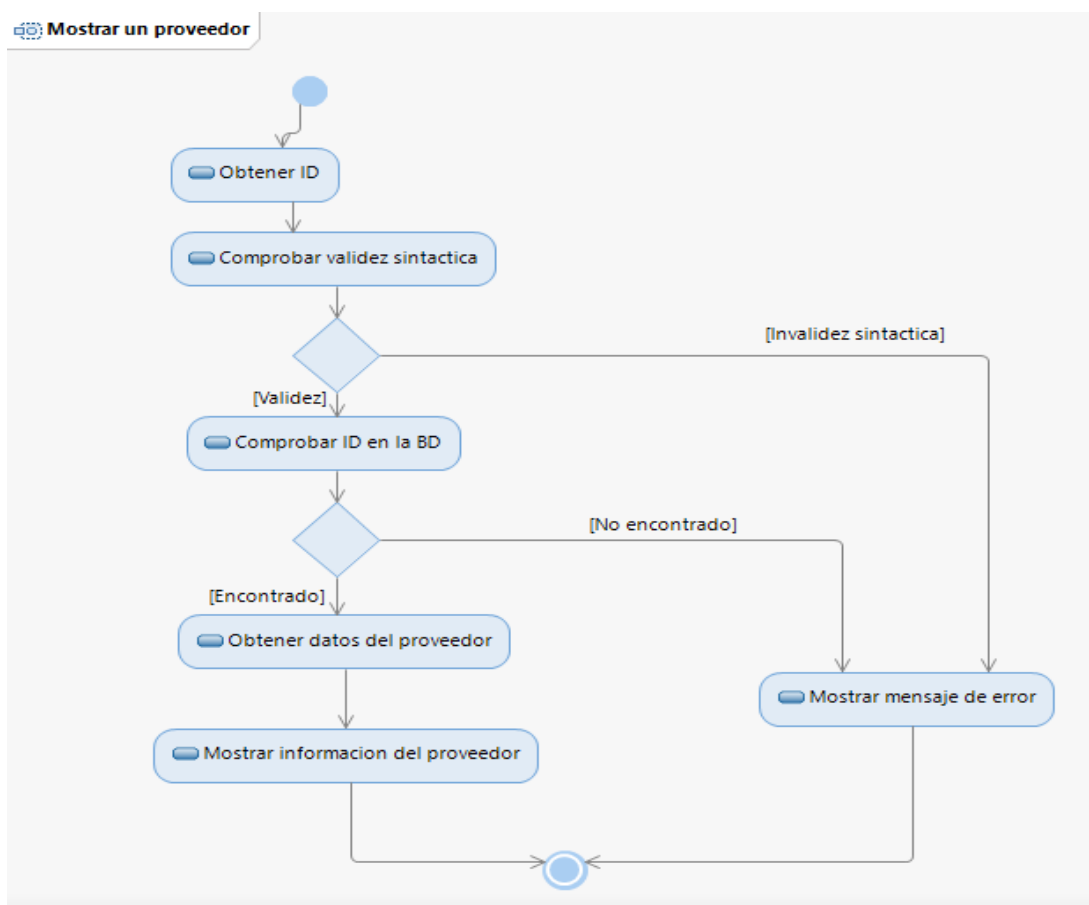 Mostrar un proveedor
Obtener ID
Comprobar validez sintactica
[Invalidez sintactica]
[Validez]
Comprobar ID en la BD
[No encontrado]
[Encontrado]
Obtener datos del proveedor
Mostrar mensaje de error
Mostrar informacion del proveedor